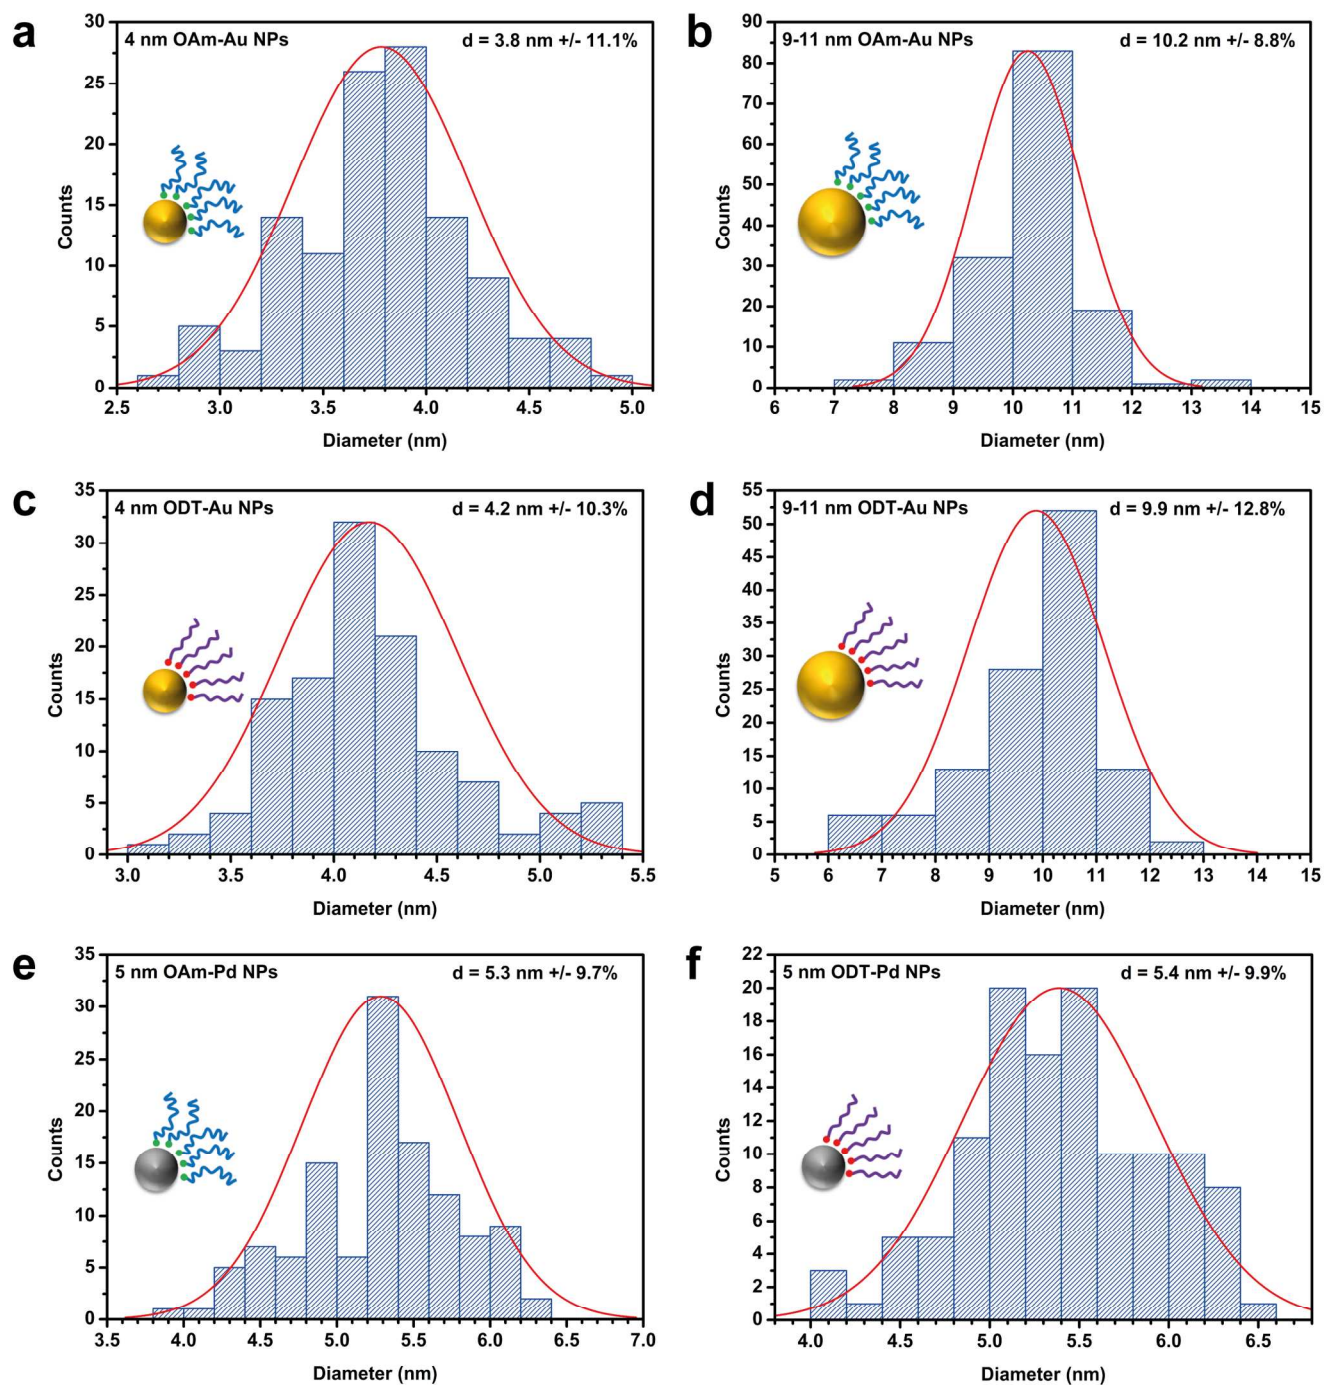 a
4 nm OAm-Au NPs
d = 3.8 nm +/- 11.1%
30
25
20
15
10
5
0
Counts
2.5 3.0 3.5 4.0 4.5 5.0
Diameter (nm)
b
9-11 nm OAm-Au NPs
d = 10.2 nm +/- 8.8%
90
80
70
60
50
40
30
20
10
0
Counts
6 7 8 9 10 11 12 13 14 15
Diameter (nm)
c
4 nm ODT-Au NPs
d = 4.2 nm +/- 10.3%
35
30
25
20
15
10
5
0
Counts
3.0 3.5 4.0 4.5 5.0 5.5
Diameter (nm)
d
9-11 nm ODT-Au NPs
d = 9.9 nm +/- 12.8%
55
50
45
40
35
30
25
20
15
10
5
0
Counts
5 6 7 8 9 10 11 12 13 14 15
Diameter (nm)
e
5 nm OAm-Pd NPs
d = 5.3 nm +/- 9.7%
35
30
25
20
15
10
5
0
Counts
3.5 4.0 4.5 5.0 5.5 6.0 6.5 7.0
Diameter (nm)
f
5 nm ODT-Pd NPs
d = 5.4 nm +/- 9.9%
22
20
18
16
14
12
10
8
6
4
2
0
Counts
4.0 4.5 5.0 5.5 6.0 6.5
Diameter (nm)